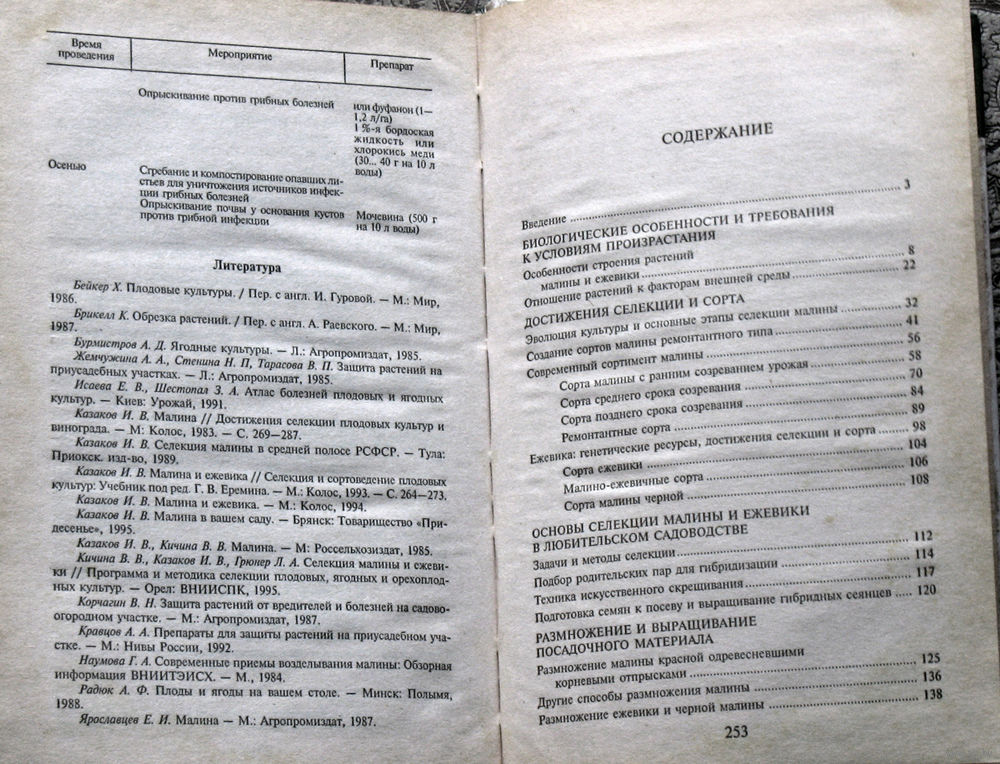 Время
проведения
Мероприятие
Препарат
Опрыскивание против грибных болезней
или фуфанон (1—
1,2 л/га)
1 %-я бордоская
жидкость или
хлорокись меди
(30... 40 г на 10 л
воды)
Осенью
Сгребание и компостирование опавших ли-
стьев для уничтожения источников инфек-
ции грибных болезней
Опрыскивание почвы у основания кустов
против грибной инфекции
Мочевина (500 г
на 10 л воды)
Литература
Бейкер Х. Плодовые культуры. / Пер. с англ. И. Гуровой. — М.: Мир,
1986.
Брикелл К. Обрезка растений. / Пер. с англ. А. Раевского. — М.: Мир,
1987.
Бурмистров А. Д. Ягодные культуры. — Л.: Агропромиздат, 1985.
Жемчужина А. А., Стенина Н. П, Тарасова В. П. Защита растений на
приусадебных участках. — Л.: Агропромиздат, 1985.
Исаева Е. В., Шестопал З. А. Атлас болезней плодовых и ягодных
культур. — Киев: Урожай, 1991.
Казаков И. В. Малина // Достижения селекции плодовых культур и
винограда. — М: Колос, 1983. — С. 269—287.
Казаков И. В. Селекция малины в средней полосе РСФСР. — Тула:
Приокск. изд-во, 1989.
Казаков И. В. Малина и ежевика // Селекция и сортоведение плодовых
культур: Учебник под ред. Г. В. Еремина. — М.: Колос, 1993. — С. 264—273.
Казаков И. В. Малина и ежевика. — М.: Колос, 1994.
Казаков И. В. Малина в вашем саду. — Брянск: Товарищество «При-
десенье», 1995.
Казаков И. В., Кичина В. В. Малина. — М: Россельхозиздат, 1985.
Кичина В. В., Казаков И. В., Грюнер Л. А. Селекция малины и ежеви-
ки // Программа и методика селекции плодовых, ягодных и орехоплод-
ных культур. — Орел: ВНИИСПК, 1995.
Корчагин В. Н. Защита растений от вредителей и болезней на садово-
огородном участке. — М.: Агропромиздат, 1987.
Кравцов А. А. Препараты для защиты растений на приусадебном уча-
стке. — М.: Нивы России, 1992.
Наумова Г. А. Современные приемы возделывания малины: Обзорная
информация ВНИИТЭИСХ. — М., 1984.
Радюк А. Ф. Плоды и ягоды на вашем столе. — Минск: Полымя,
1988.
Ярославцев Е. И. Малина — М.: Агропромиздат, 1987.
СОДЕРЖАНИЕ
Введение 3
БИОЛОГИЧЕСКИЕ ОСОБЕННОСТИ И ТРЕБОВАНИЯ
К УСЛОВИЯМ ПРОИЗРАСТАНИЯ
Особенности строения растений
малины и ежевики 8
Отношение растений к факторам внешней среды 22
ДОСТИЖЕНИЯ СЕЛЕКЦИИ И СОРТА
Эволюция культуры и основные этапы селекции малины 32
Создание сортов малины ремонтантного типа 41
Современный сортимент малины 56
Сорта малины с ранним созреванием урожая 58
Сорта среднего срока созревания 70
Сорта позднего срока созревания 84
Ремонтантные сорта 89
Ежевика: генетические ресурсы, достижения селекции и сорта 98
Сорта ежевики 104
Малино-ежевичные сорта 106
Сорта малины черной 108
ОСНОВЫ СЕЛЕКЦИИ МАЛИНЫ И ЕЖЕВИКИ
В ЛЮБИТЕЛЬСКОМ САДОВОДСТВЕ
Задачи и методы селекции 112
Подбор родительских пар для гибридизации 114
Техника искусственного скрещивания 117
Подготовка семян к посеву и выращивание гибридных сеянцев 120
РАЗМНОЖЕНИЕ И ВЫРАЩИВАНИЕ
ПОСАДОЧНОГО МАТЕРИАЛА
Размножение малины красной одревесневшими
корневыми отпрысками 125
Другие способы размножения малины 136
Размножение ежевики и черной малины 138
253